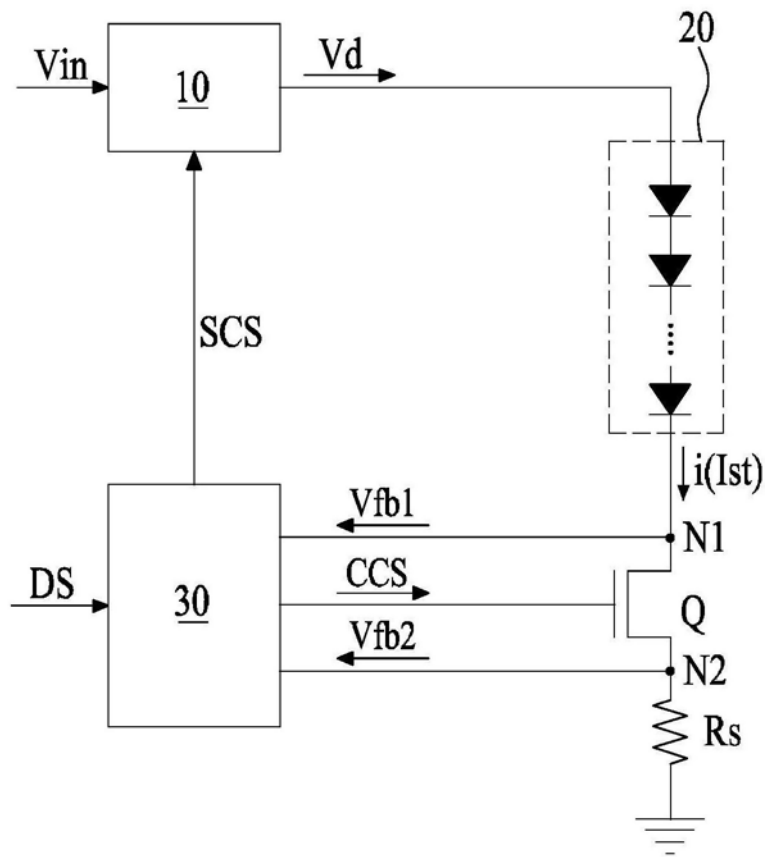 20
Vin
10
Vd
SCS
i(Ist)
Vfb1
N1
DS
30
CCS
Q
Vfb2
N2
Rs